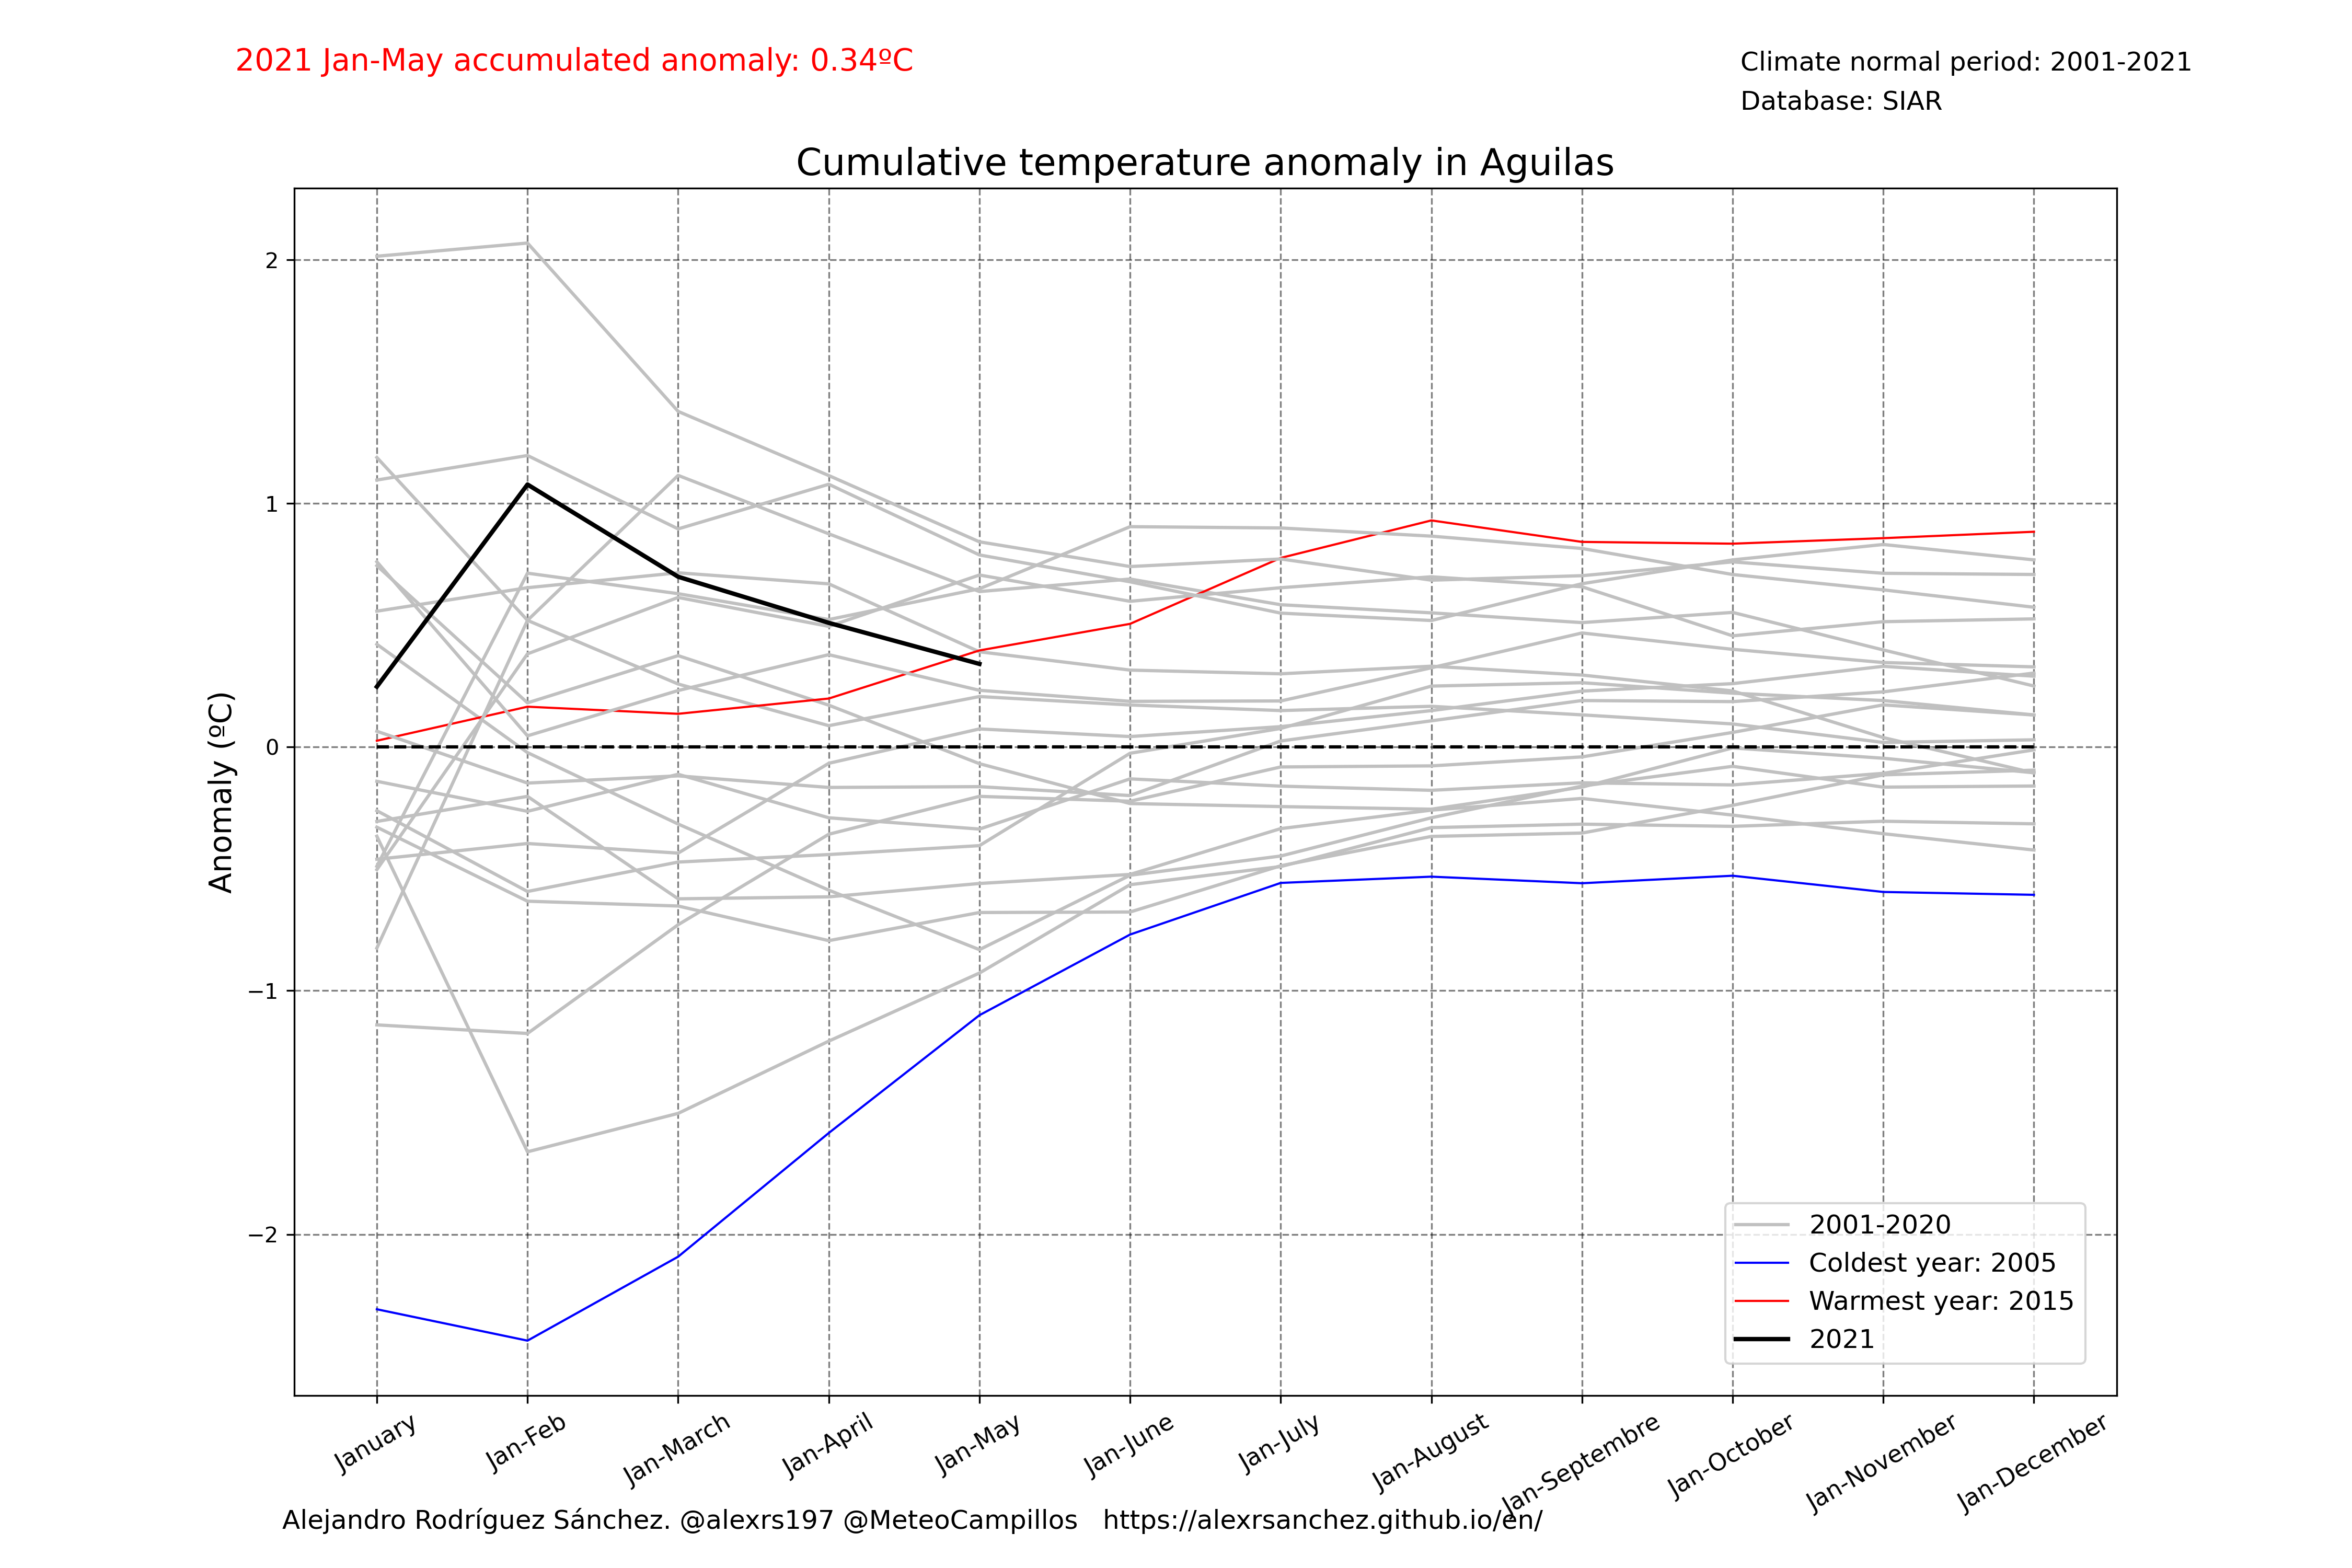 2021 Jan-May accumulated anomaly: 0.34ºC
Climate normal period: 2001-2021
Database: SIAR
Cumulative temperature anomaly in Aguilas
Anomaly (ºC)
2
1
0
−1
−2
2001-2020
Coldest year: 2005
Warmest year: 2015
2021
January
Jan-Feb
Jan-March
Jan-April
Jan-May
Jan-June
Jan-July
Jan-August
Jan-Septembre
Jan-October
Jan-November
Jan-December
Alejandro Rodríguez Sánchez. @alexrs197 @MeteoCampillos   https://alexrsanchez.github.io/en/